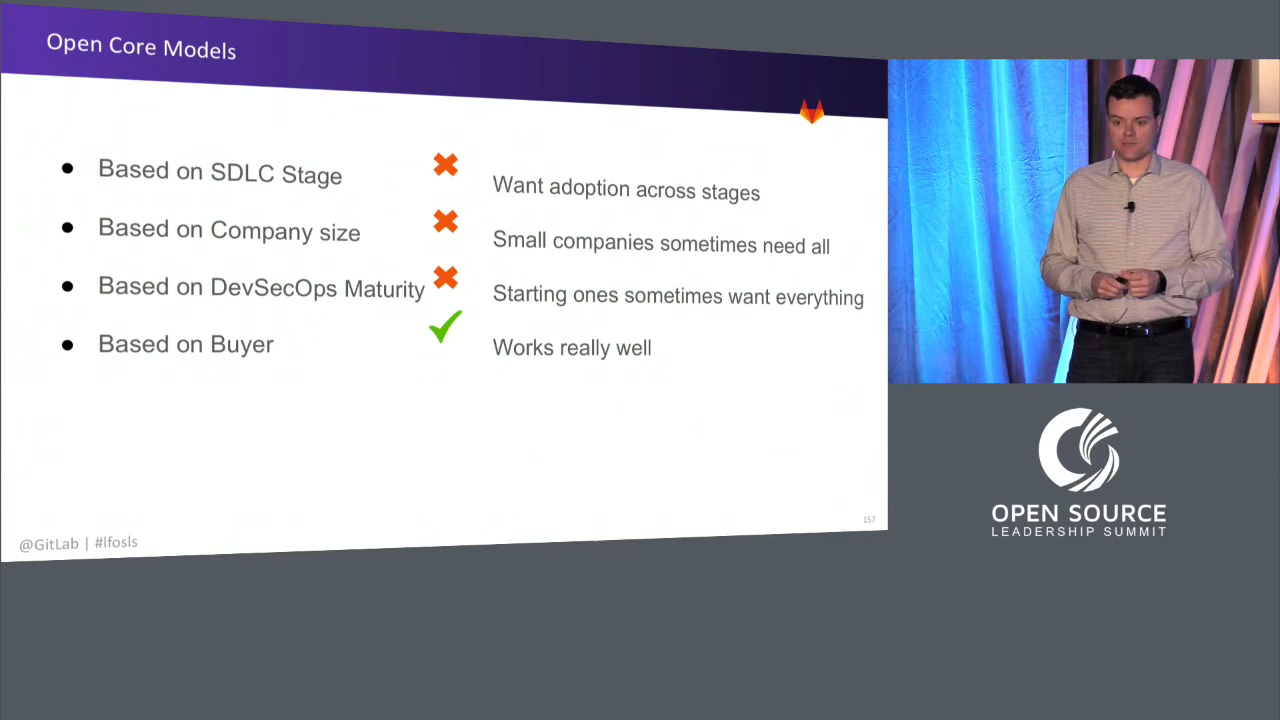 Open Core Models
Based on SDLC Stage
Want adoption across stages
Based on Company size
Small companies sometimes need all
Based on DevSecOps Maturity
Starting ones sometimes want everything
Based on Buyer
Works really well
157
@GitLab | #lfosls
OPEN SOURCE
LEADERSHIP SUMMIT